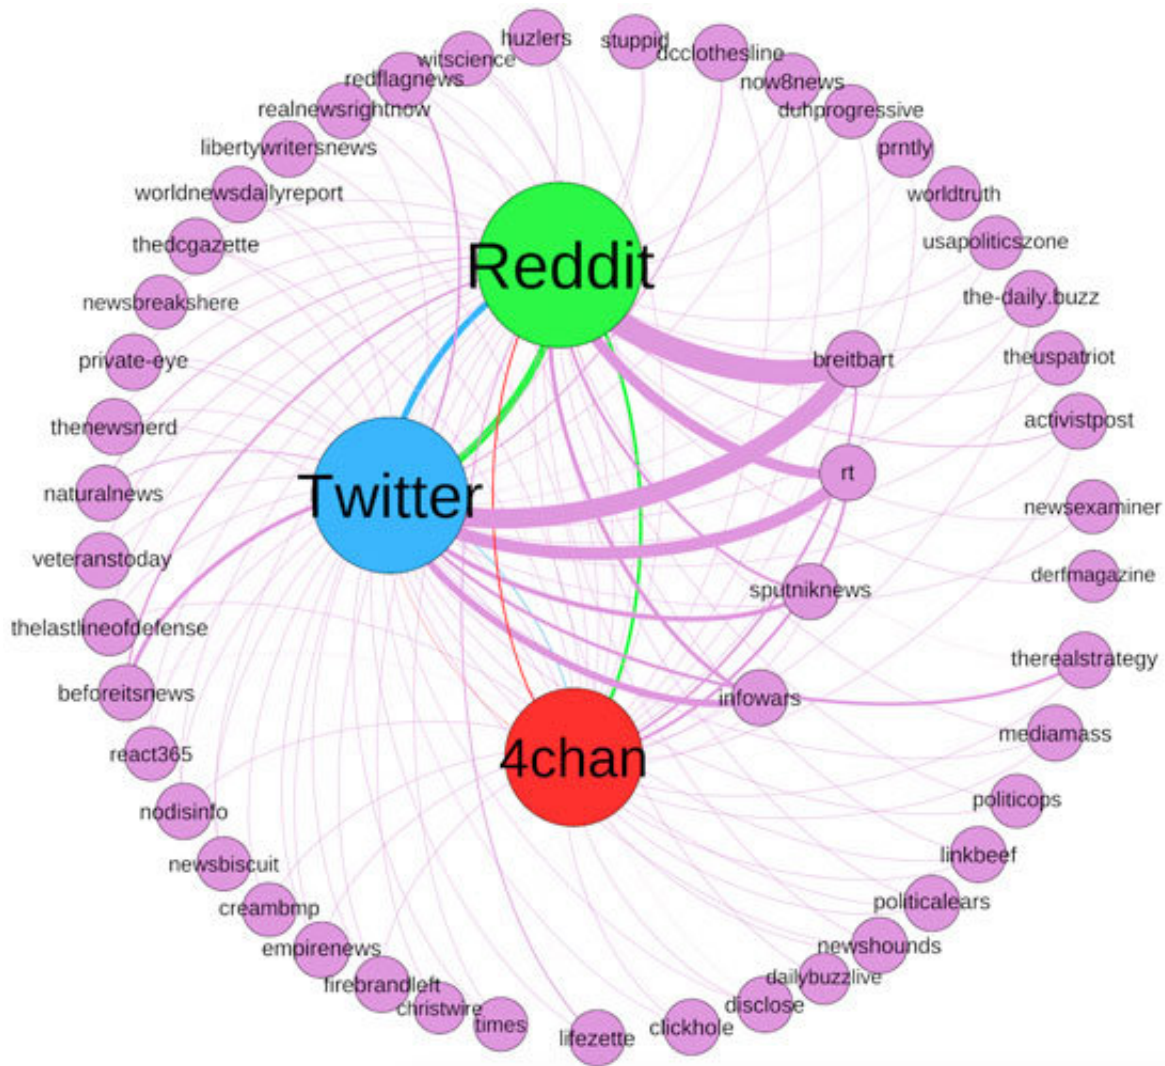 huzlers
stuppid
witscience
dcclothesline
redflagnews
now8news
realnewsrightnow
duhprogressive
libertywritersnews
prntly
worldnewsdailyreport
worldtruth
thedcgazette
usapoliticszone
Reddit
newsbreakshere
the-daily.buzz
private-eye
breitbart
theuspatriot
thenewsnerd
activistpost
naturalnews
Twitter
rt
newsexaminer
veteranstoday
sputniknews
derfmagazine
thelastlineofdefense
therealstrategy
beforeitsnews
infowars
mediamass
react365
4chan
nodisinfo
politicops
newsbiscuit
linkbeef
creambmp
politicalears
empirenews
newshounds
firebrandleft
dailybuzzlive
christwire
disclose
times
lifezette
clickhole